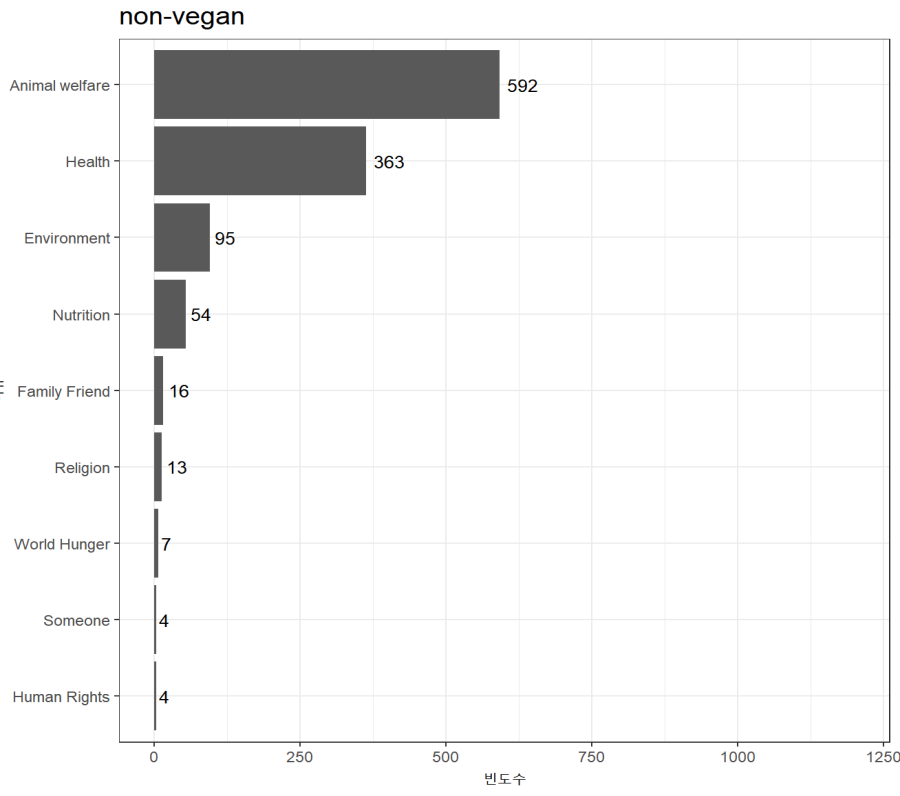 non-vegan
Animal welfare 592
Health 363
Environment 95
Nutrition 54
Family Friend 16
Religion 13
World Hunger 7
Someone 4
Human Rights 4
0 250 500 750 1000 1250
빈도수